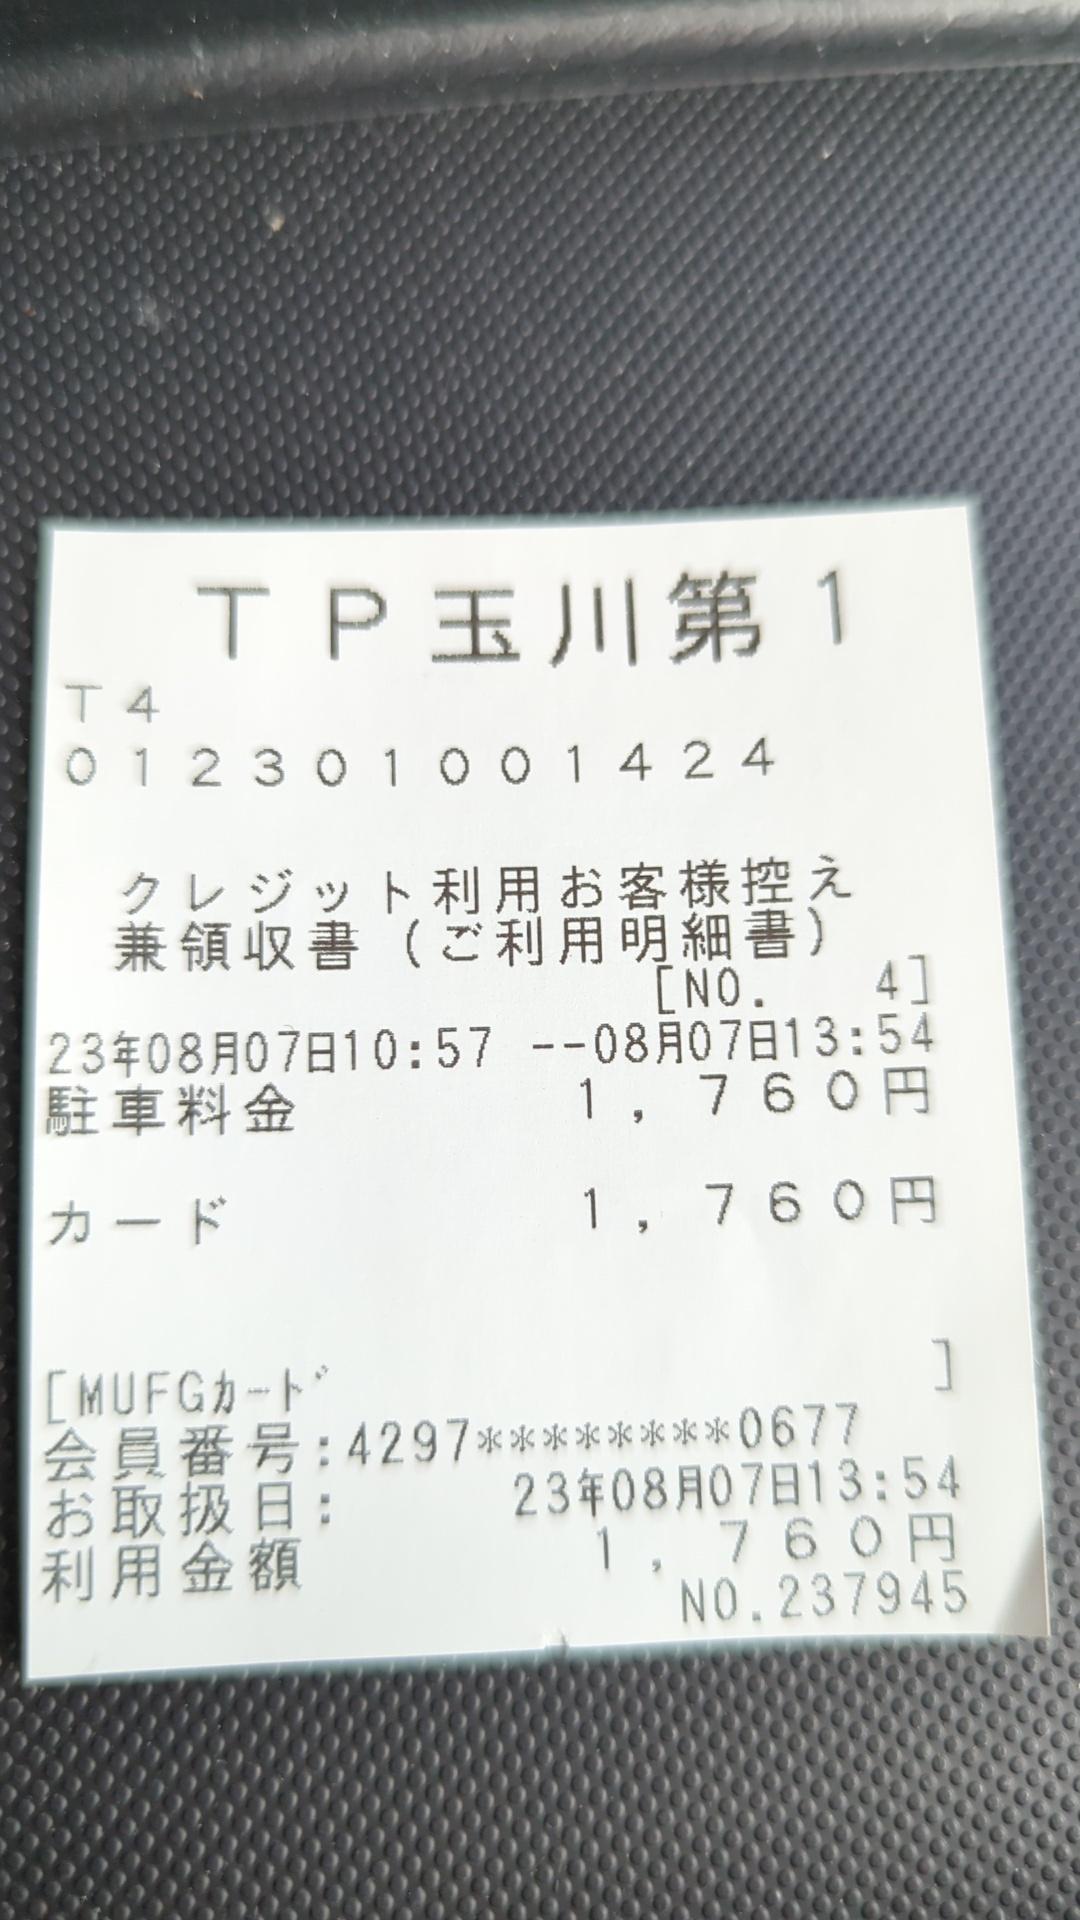 ＴＰ玉川第１
Ｔ４
０１２３０１００１４２４
クレジット利用お客様控え
兼領収書（ご利用明細書）
[NO.　　4]
23年08月07日10:57 --08月07日13:54
駐車料金　１，７６０円
カード　１，７６０円
[MUFGｶｰﾄﾞ　]
会員番号:4297********0677
お取扱日:　23年08月07日13:54
利用金額　１，７６０円
NO.237945